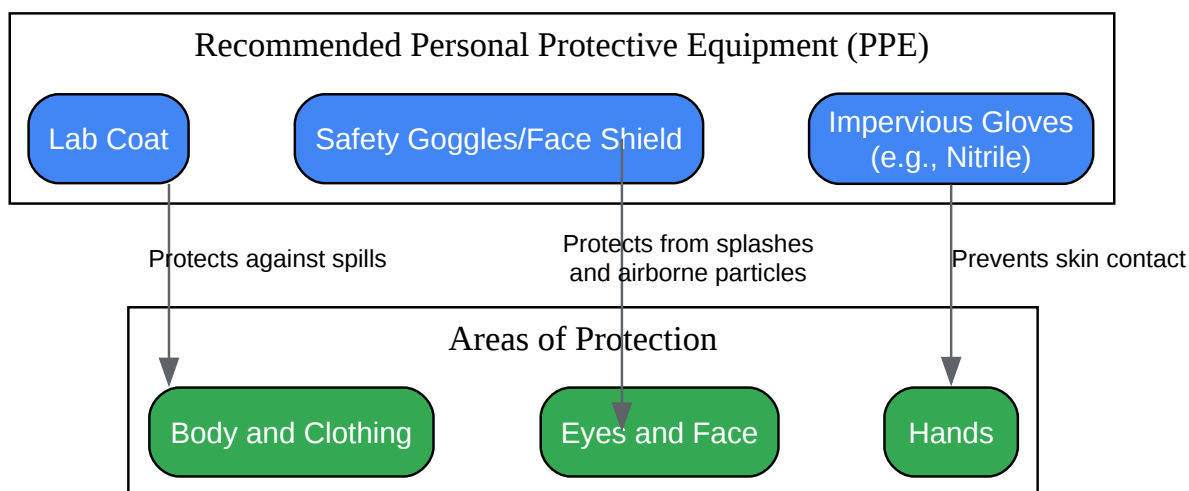 Recommended Personal Protective Equipment (PPE)
Lab Coat
Safety Goggles/Face Shield
Impervious Gloves
(e.g., Nitrile)
Protects against spills
Protects from splashes
and airborne particles
Prevents skin contact
Areas of Protection
Body and Clothing
Eyes and Face
Hands